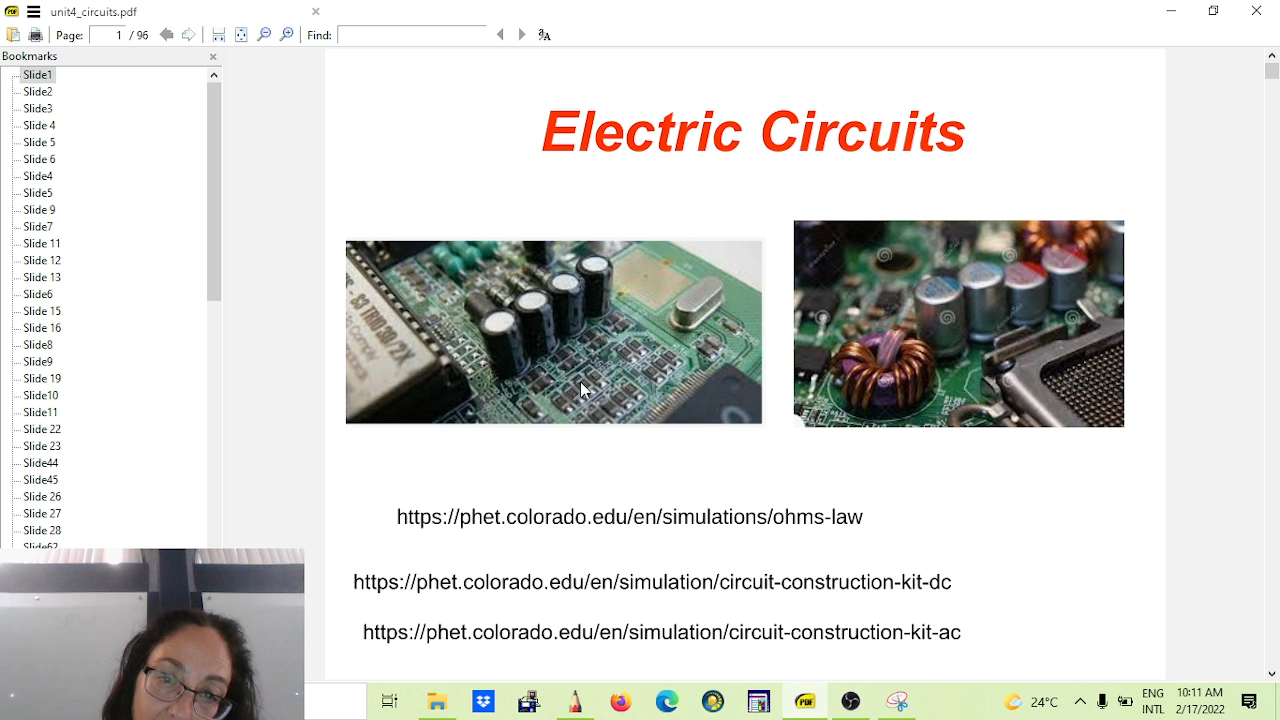 unit4_circuits.pdf
Page: 1 / 96 Find:
Bookmarks
Slide1
Slide2
Slide3
Slide 4
Slide 5
Slide 6
Slide4
Slide5
Slide 9
Slide7
Slide 11
Slide 12
Slide 13
Slide6
Slide 15
Slide 16
Slide8
Slide9
Slide 19
Slide10
Slide11
Slide 22
Slide 23
Slide44
Slide45
Slide 26
Slide 27
Slide 28
Electric Circuits
https://phet.colorado.edu/en/simulations/ohms-law
https://phet.colorado.edu/en/simulation/circuit-construction-kit-dc
https://phet.colorado.edu/en/simulation/circuit-construction-kit-ac
PDF
24°C
ENG
INTL
10:11 AM
2/17/2022